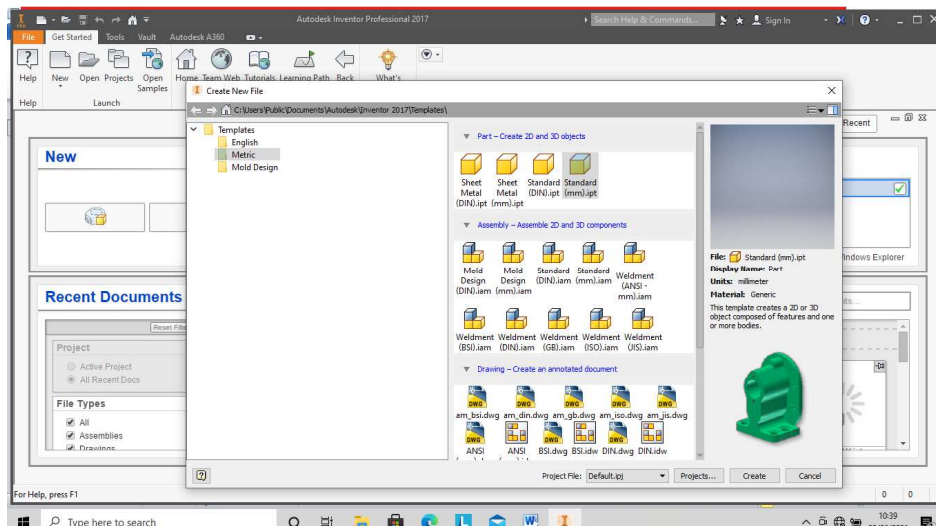 Autodesk Inventor Professional 2017
Search Help & Commands...
Sign In
File Get Started Tools Vault Autodesk A360
Help New Open Projects Open Samples Home Team Web Tutorials Learning Path Back What's
Help Launch
Create New File
C:\Users\Public\Documents\Autodesk\Inventor 2017\Templates\
Templates
English
Metric
Mold Design
Part – Create 2D and 3D objects
Sheet Metal (DIN).ipt
Sheet Metal (mm).ipt
Standard (DIN).ipt
Standard (mm).ipt
Assembly – Assemble 2D and 3D components
Mold Design (DIN).iam
Mold Design (mm).iam
Standard (DIN).iam
Standard (mm).iam
Weldment (ANSI - mm).iam
Weldment (BSI).iam
Weldment (DIN).iam
Weldment (GB).iam
Weldment (ISO).iam
Weldment (JIS).iam
Drawing – Create an annotated document
am_bsi.dwg am_din.dwg am_gb.dwg am_iso.dwg am_jis.dwg
ANSI ANSI BSI.dwg BSI.idw DIN.dwg DIN.idw
File: Standard (mm).ipt
Display Name: Part
Units: millimeter
Material: Generic
This template creates a 2D or 3D
object composed of features and one
or more bodies.
Project File: Default.ipj Projects... Create Cancel
New
Recent
Windows Explorer
Recent Documents
Project
Active Project
All Recent Docs
File Types
All
Assemblies
Drawings
For Help, press F1
0 0
Type here to search
10:39